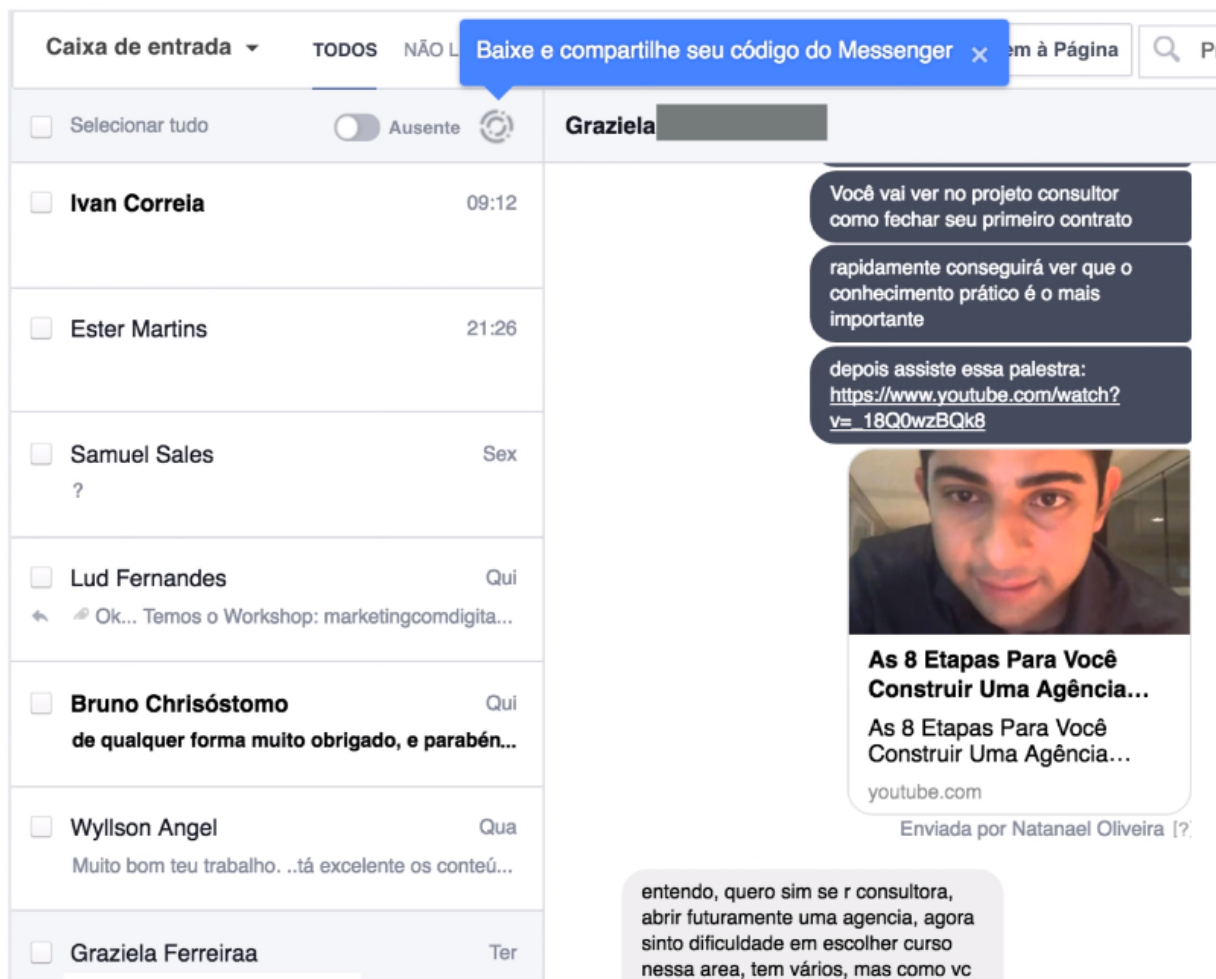 Caixa de entrada
TODOS
NÃO L
Baixe e compartilhe seu código do Messenger ×
em à Página
P
Selecionar tudo
Ausente
Graziela
Ivan Correia
09:12
Ester Martins
21:26
Samuel Sales
Sex
?
Lud Fernandes
Qui
Ok... Temos o Workshop: marketingcomdigita...
Bruno Chrisóstomo
Qui
de qualquer forma muito obrigado, e parabén...
Wyllson Angel
Qua
Muito bom teu trabalho. ..tá excelente os conteú...
Graziela Ferreiraa
Ter
Você vai ver no projeto consultor
como fechar seu primeiro contrato
rapidamente conseguirá ver que o
conhecimento prático é o mais
importante
depois assiste essa palestra:
https://www.youtube.com/watch?
v=_18Q0wzBQk8
As 8 Etapas Para Você
Construir Uma Agência...
As 8 Etapas Para Você
Construir Uma Agência...
youtube.com
Enviada por Natanael Oliveira [?]
entendo, quero sim se r consultora,
abrir futuramente uma agencia, agora
sinto dificuldade em escolher curso
nessa area, tem vários, mas como vc